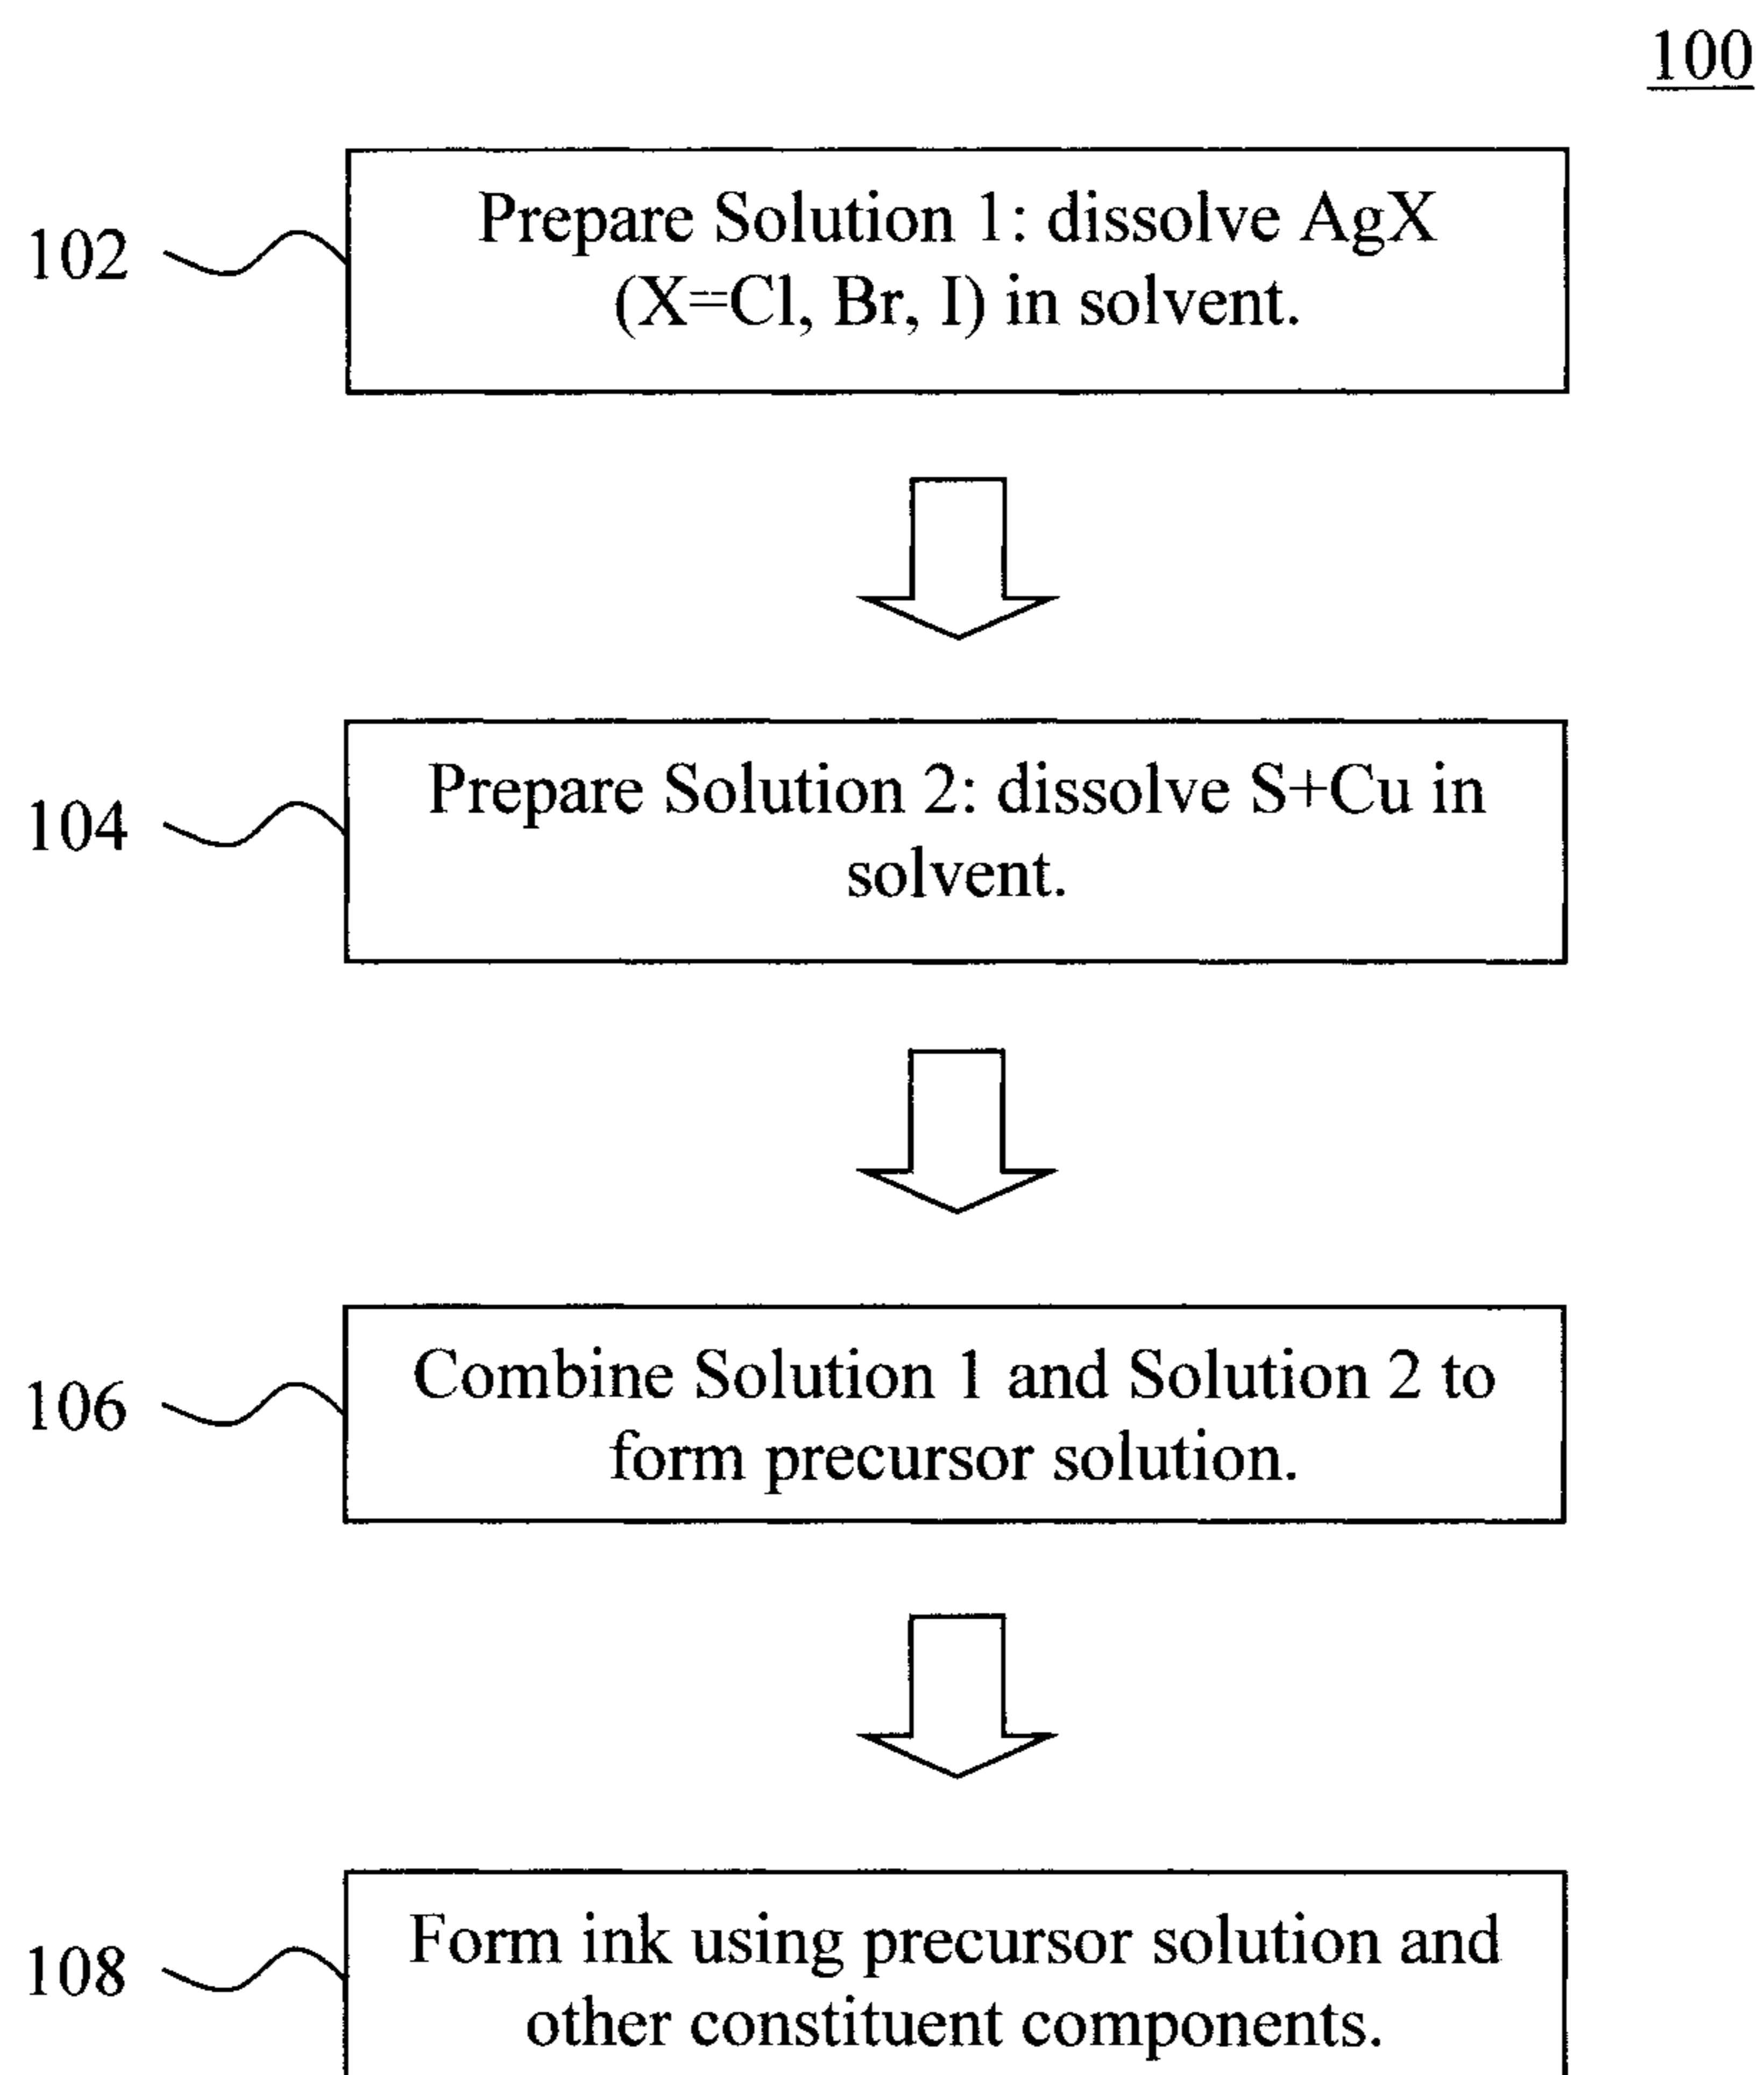 100
102
Prepare Solution 1: dissolve AgX
(X=Cl, Br, I) in solvent.
104
Prepare Solution 2: dissolve S+Cu in
solvent.
106
Combine Solution 1 and Solution 2 to
form precursor solution.
108
Form ink using precursor solution and
other constituent components.